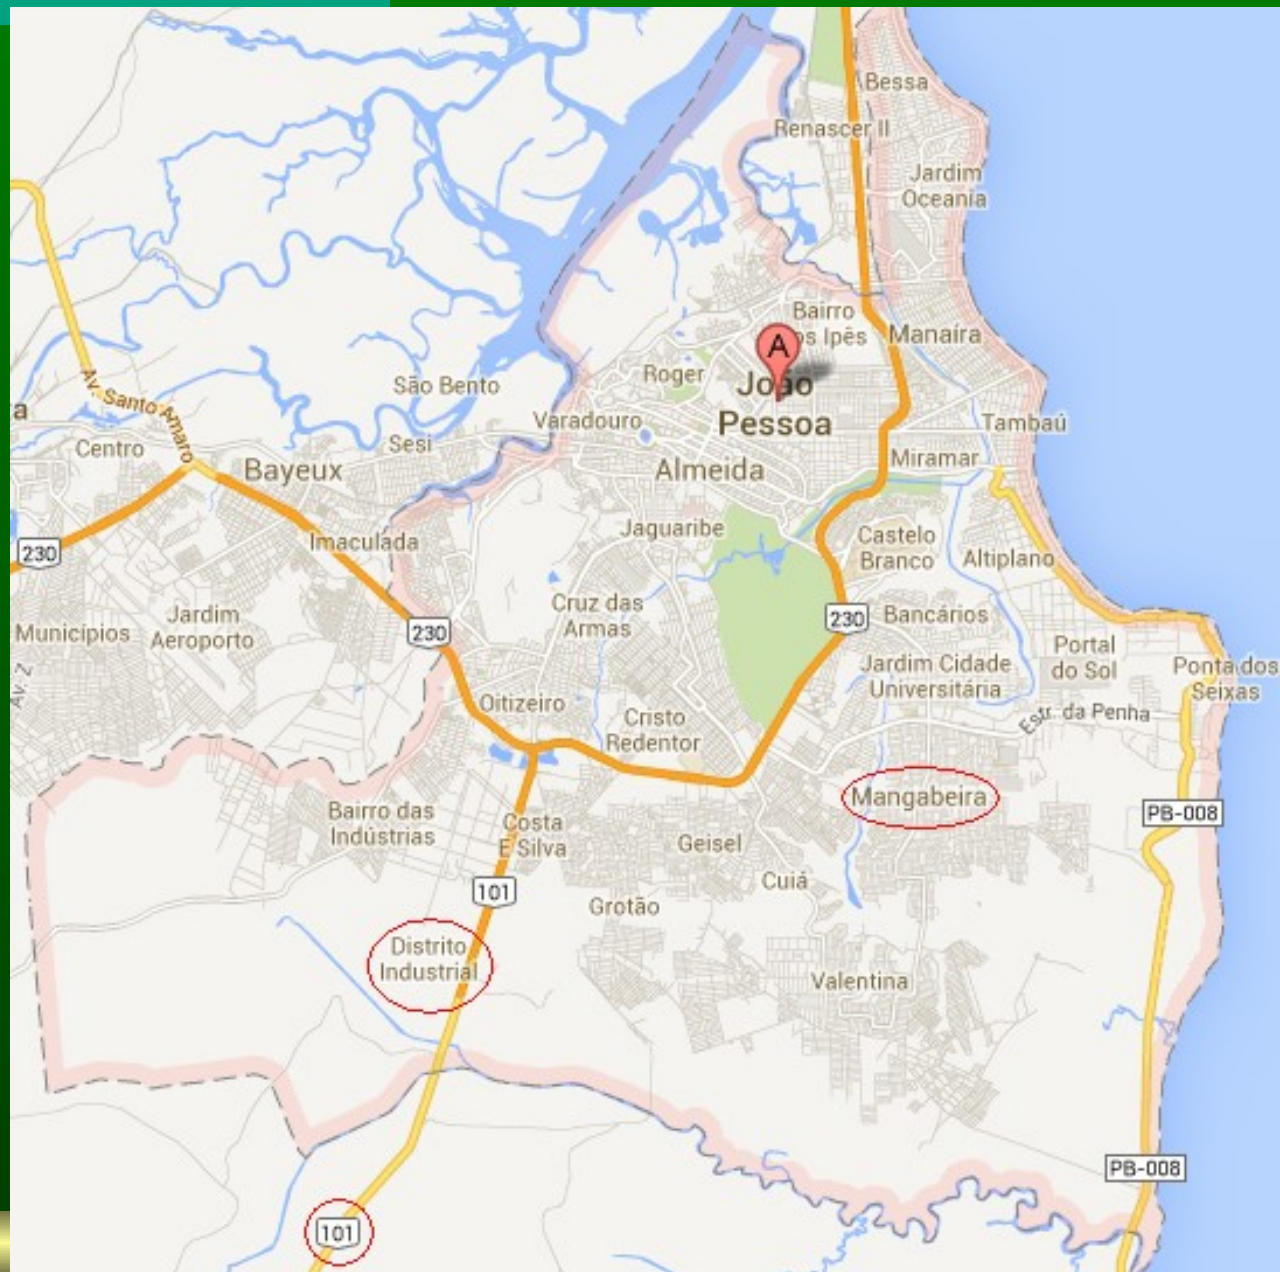 Bessa
Renascer II
Jardim
Oceania
Bairro
os Ipês
Manaíra
A
Roger
João
Pessoa
São Bento
Av. Santo Amaro
a
Varadouro
Tambaú
Centro
Sesi
Bayeux
Almeida
Miramar
Jaguaribe
Imaculada
Castelo
Branco
Altiplano
230
Cruz das
Armas
Jardim
Aeroporto
Municípios
230
230
Bancários
Portal
do Sol
Jardim Cidade
Universitária
Ponta dos
Seixas
Av. Z
Oitizeiro
Cristo
Redentor
Estr. da Penha
Mangabeira
PB-008
Bairro das
Indústrias
Costa
E Silva
Geisel
Cuiá
101
Grotão
Distrito
Industrial
Valentina
PB-008
101